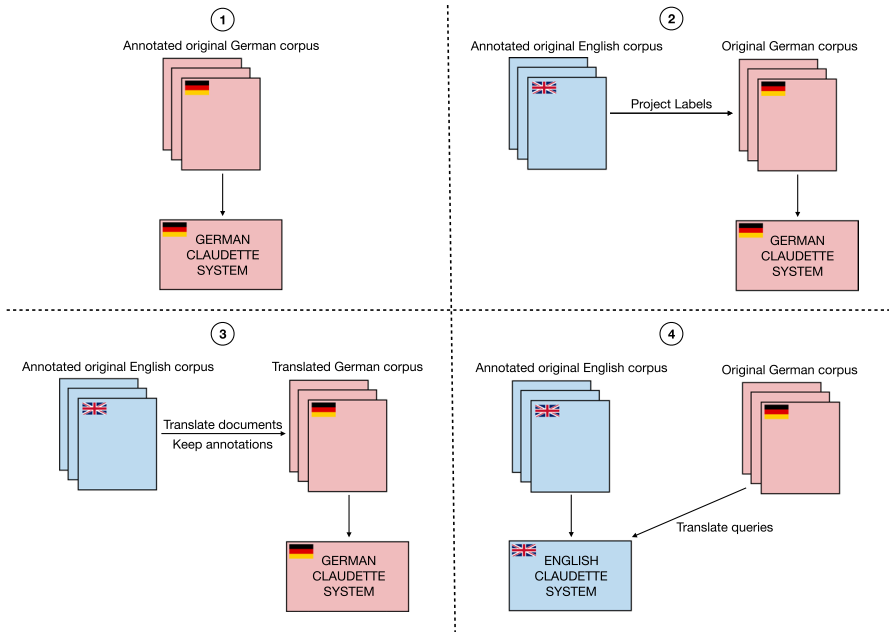 1
Annotated original German corpus
GERMAN
CLAUDETTE
SYSTEM
2
Annotated original English corpus
Original German corpus
Project Labels
GERMAN
CLAUDETTE
SYSTEM
3
Annotated original English corpus
Translated German corpus
Translate documents
Keep annotations
GERMAN
CLAUDETTE
SYSTEM
4
Annotated original English corpus
Original German corpus
Translate queries
ENGLISH
CLAUDETTE
SYSTEM